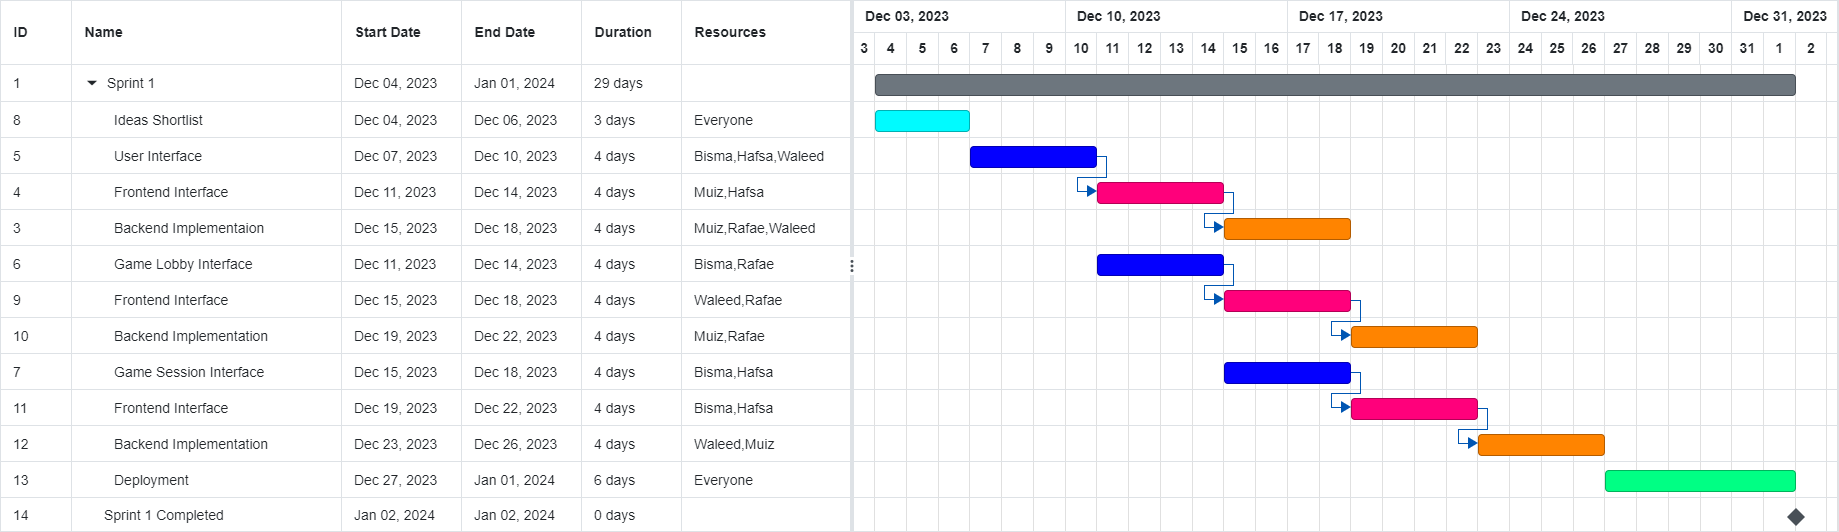 ID Name Start Date End Date Duration Resources
Dec 03, 2023 Dec 10, 2023 Dec 17, 2023 Dec 24, 2023 Dec 31, 2023
3 4 5 6 7 8 9 10 11 12 13 14 15 16 17 18 19 20 21 22 23 24 25 26 27 28 29 30 31 1 2
1 Sprint 1 Dec 04, 2023 Jan 01, 2024 29 days
8 Ideas Shortlist Dec 04, 2023 Dec 06, 2023 3 days Everyone
5 User Interface Dec 07, 2023 Dec 10, 2023 4 days Bisma,Hafsa,Waleed
4 Frontend Interface Dec 11, 2023 Dec 14, 2023 4 days Muiz,Hafsa
3 Backend Implementaion Dec 15, 2023 Dec 18, 2023 4 days Muiz,Rafae,Waleed
6 Game Lobby Interface Dec 11, 2023 Dec 14, 2023 4 days Bisma,Rafae
9 Frontend Interface Dec 15, 2023 Dec 18, 2023 4 days Waleed,Rafae
10 Backend Implementation Dec 19, 2023 Dec 22, 2023 4 days Muiz,Rafae
7 Game Session Interface Dec 15, 2023 Dec 18, 2023 4 days Bisma,Hafsa
11 Frontend Interface Dec 19, 2023 Dec 22, 2023 4 days Bisma,Hafsa
12 Backend Implementation Dec 23, 2023 Dec 26, 2023 4 days Waleed,Muiz
13 Deployment Dec 27, 2023 Jan 01, 2024 6 days Everyone
14 Sprint 1 Completed Jan 02, 2024 Jan 02, 2024 0 days